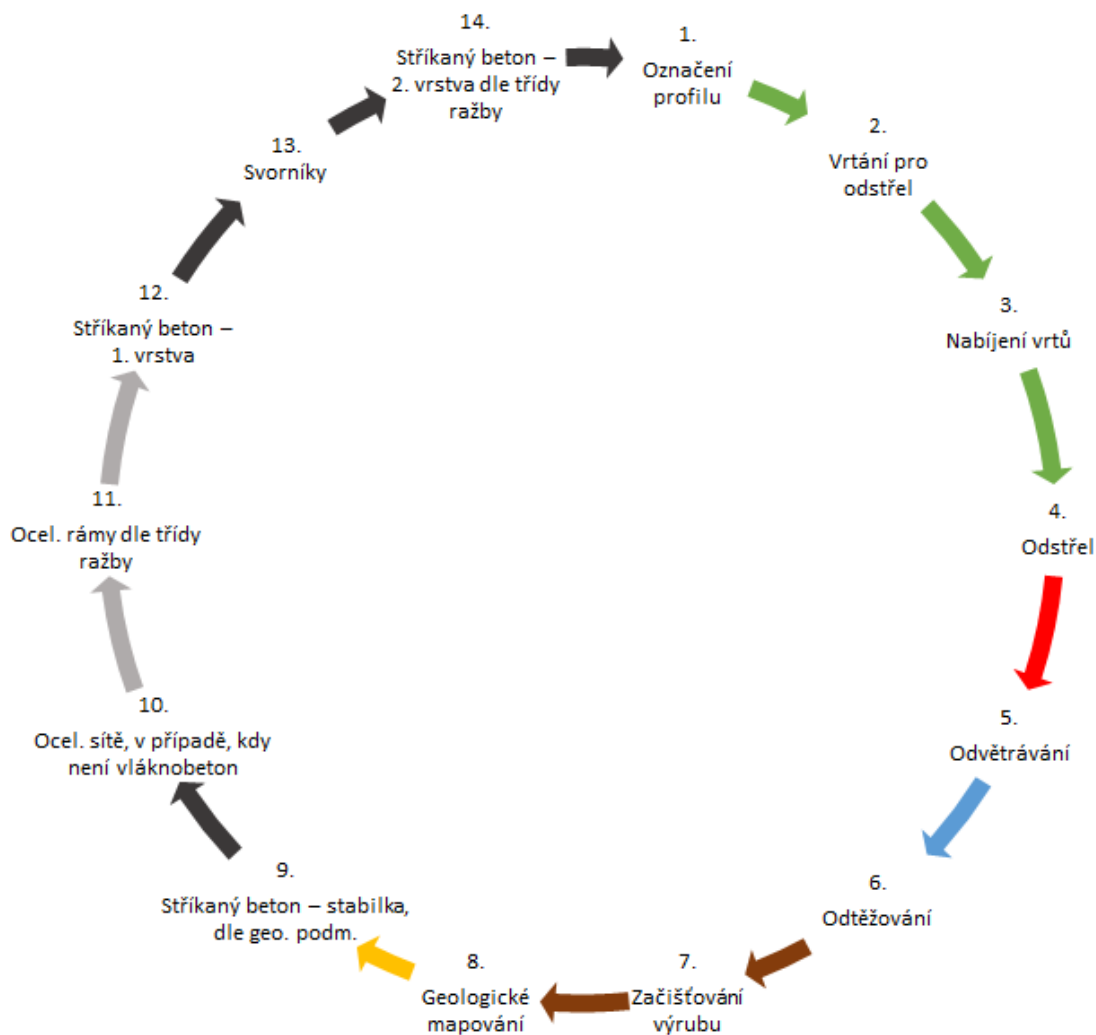 1.
Označení
profilu
2.
Vrtání pro
odstřel
3.
Nabíjení vrtů
4.
Odstřel
5.
Odvětrávání
6.
Odtěžování
7.
Začišťování
výrubu
8.
Geologické
mapování
9.
Stříkaný beton – stabilka,
dle geo. podm.
10.
Ocel. sítě, v případě, kdy
není vláknobeton
11.
Ocel. rámy dle třídy
ražby
12.
Stříkaný beton –
1. vrstva
13.
Svorníky
14.
Stříkaný beton –
2. vrstva dle třídy
ražby